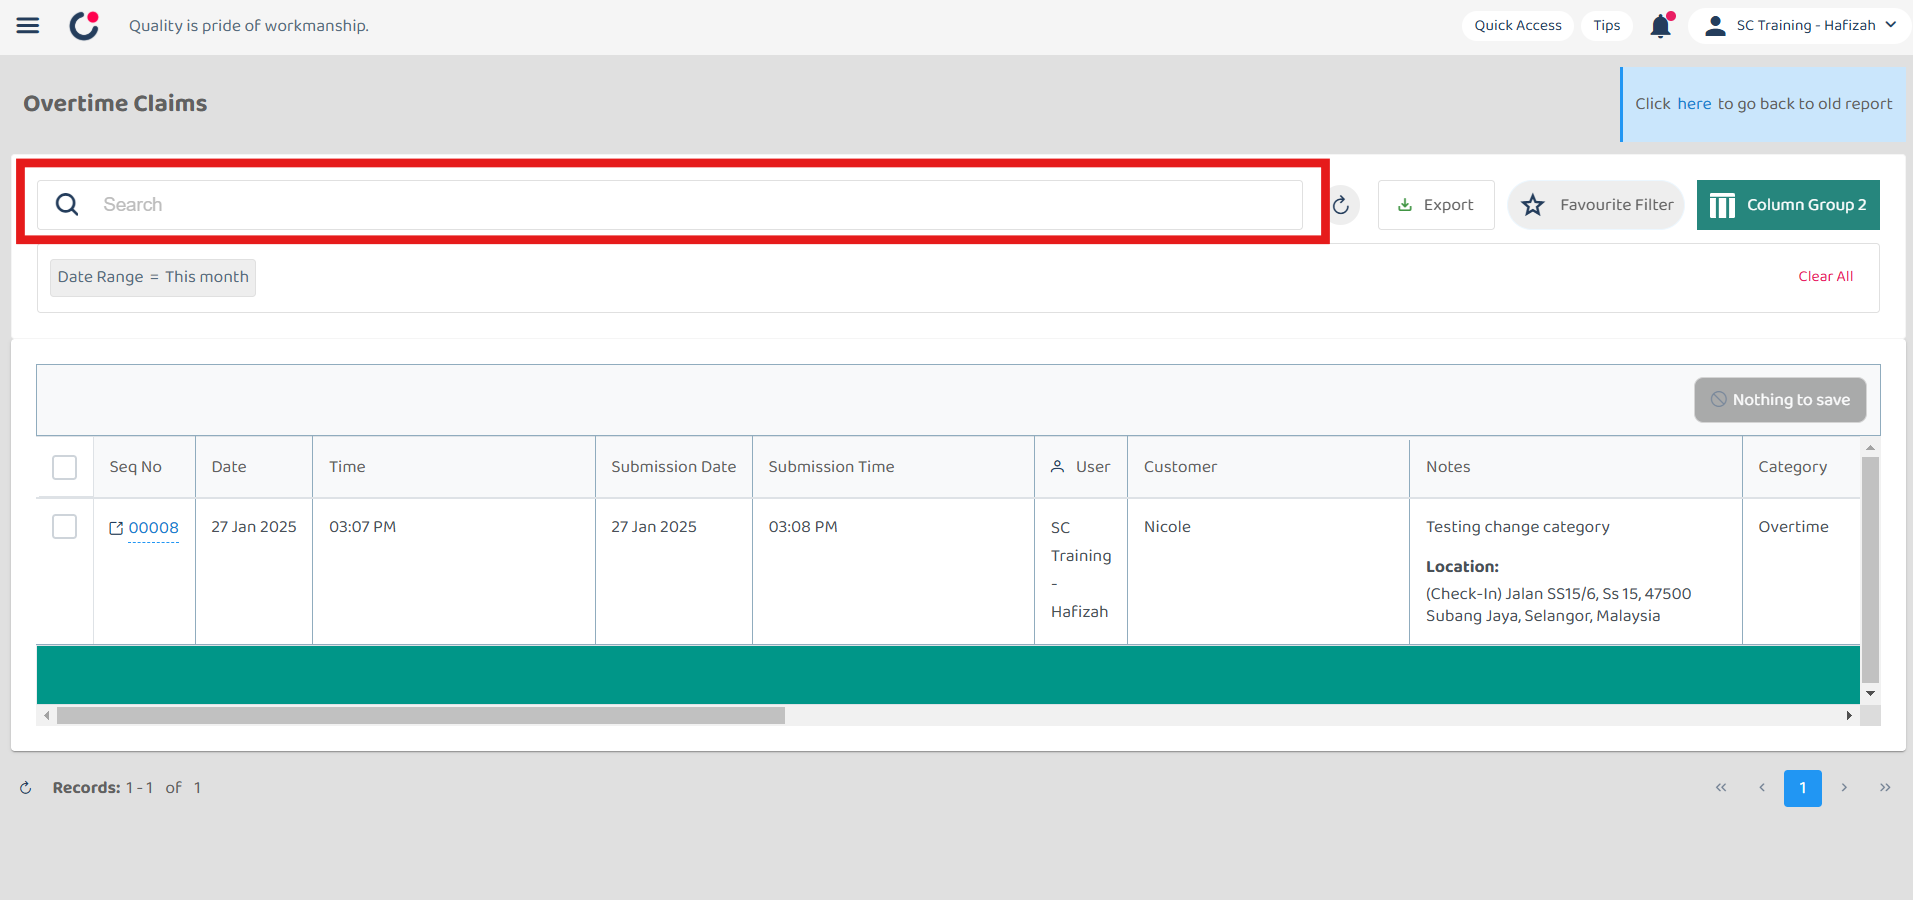 Quality is pride of workmanship.
Quick Access
Tips
SC Training - Hafizah
Overtime Claims
Click here to go back to old report
Search
Export
Favourite Filter
Column Group 2
Date Range = This month
Clear All
Nothing to save
Seq No
Date
Time
Submission Date
Submission Time
User
Customer
Notes
Category
00008
27 Jan 2025
03:07 PM
27 Jan 2025
03:08 PM
SC
Training
-
Hafizah
Nicole
Testing change category
Location:
(Check-In) Jalan SS15/6, Ss 15, 47500
Subang Jaya, Selangor, Malaysia
Overtime
Records: 1 - 1 of 1
« ‹ 1 › »